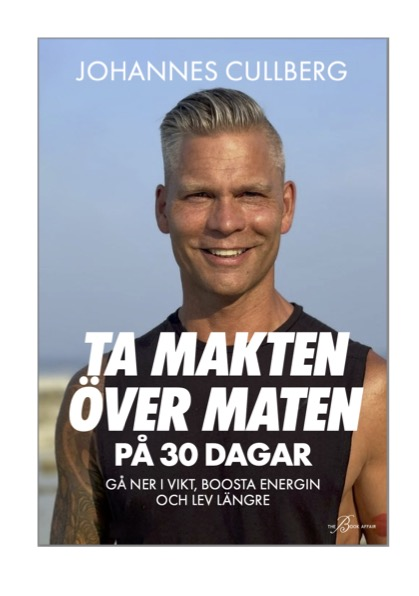 JOHANNES CULLBERG
TA MAKTEN
ÖVER MATEN
PÅ 30 DAGAR
GÅ NER I VIKT, BOOSTA ENERGIN
OCH LEV LÄNGRE
THE BOOK AFFAIR